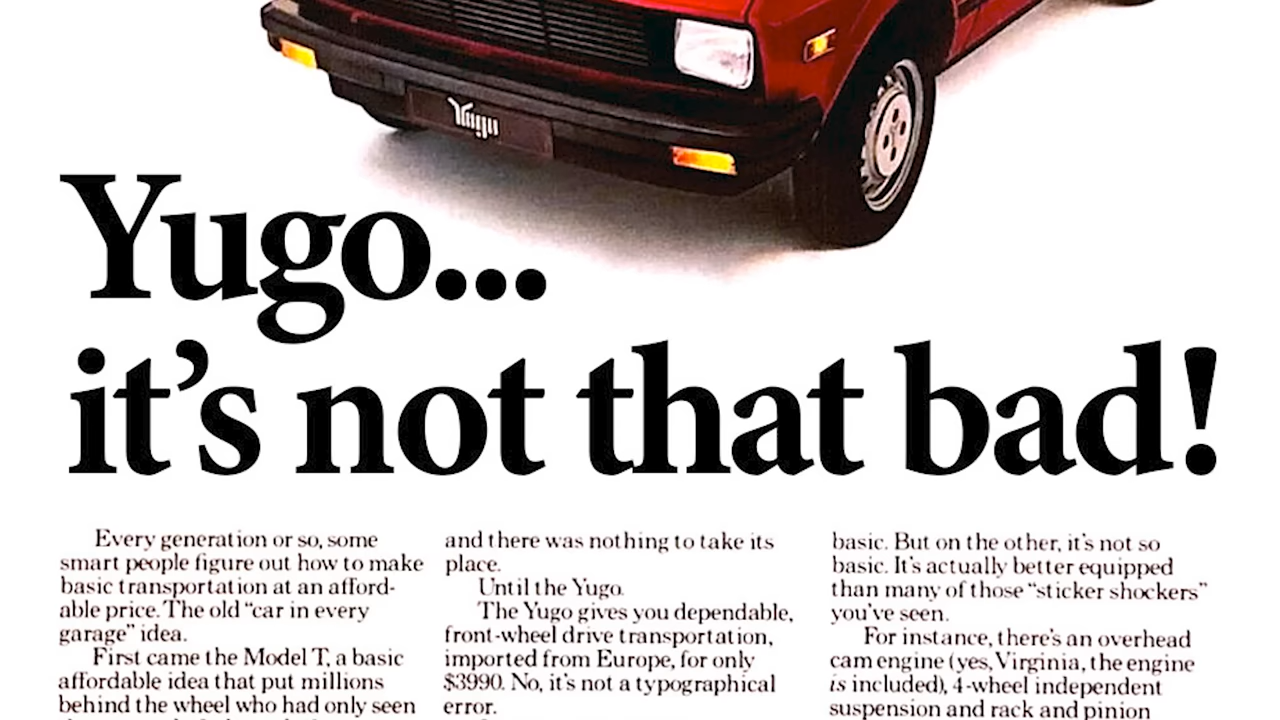 Yugo
Yugo...
it's not that bad!
Every generation or so, some
smart people figure out how to make
basic transportation at an afford-
able price. The old “car in every
garage” idea.
First came the Model T, a basic
affordable idea that put millions
behind the wheel who had only seen
and there was nothing to take its
place.
Until the Yugo.
The Yugo gives you dependable,
front-wheel drive transportation,
imported from Europe, for only
$3990. No, it's not a typographical
error.
basic. But on the other, it's not so
basic. It's actually better equipped
than many of those “sticker shockers”
you've seen.
For instance, there's an overhead
cam engine (yes, Virginia, the engine
is included), 4-wheel independent
suspension and rack and pinion